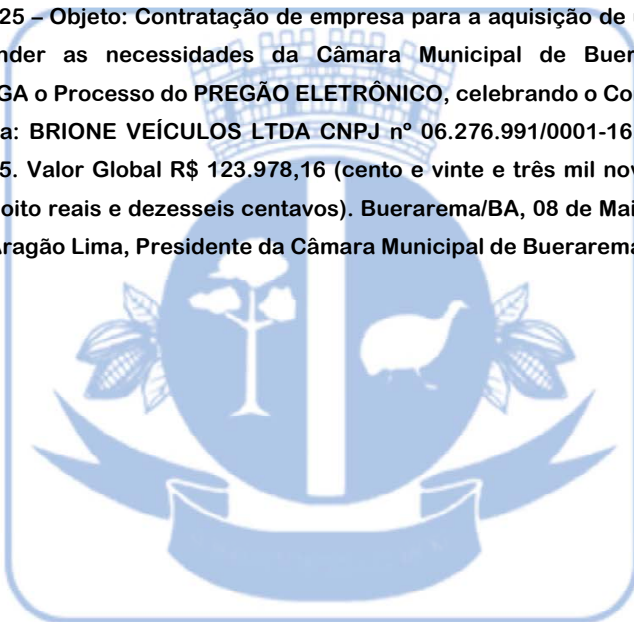 25 – Objeto: Contratação de empresa para a aquisição de
nder as necessidades da Câmara Municipal de Buer
GA o Processo do PREGÃO ELETRÔNICO, celebrando o Co
a: BRIONE VEÍCULOS LTDA CNPJ nº 06.276.991/0001-16
5. Valor Global R$ 123.978,16 (cento e vinte e três mil nov
oito reais e dezesseis centavos). Buerarema/BA, 08 de Mai
Aragão Lima, Presidente da Câmara Municipal de Buerarema